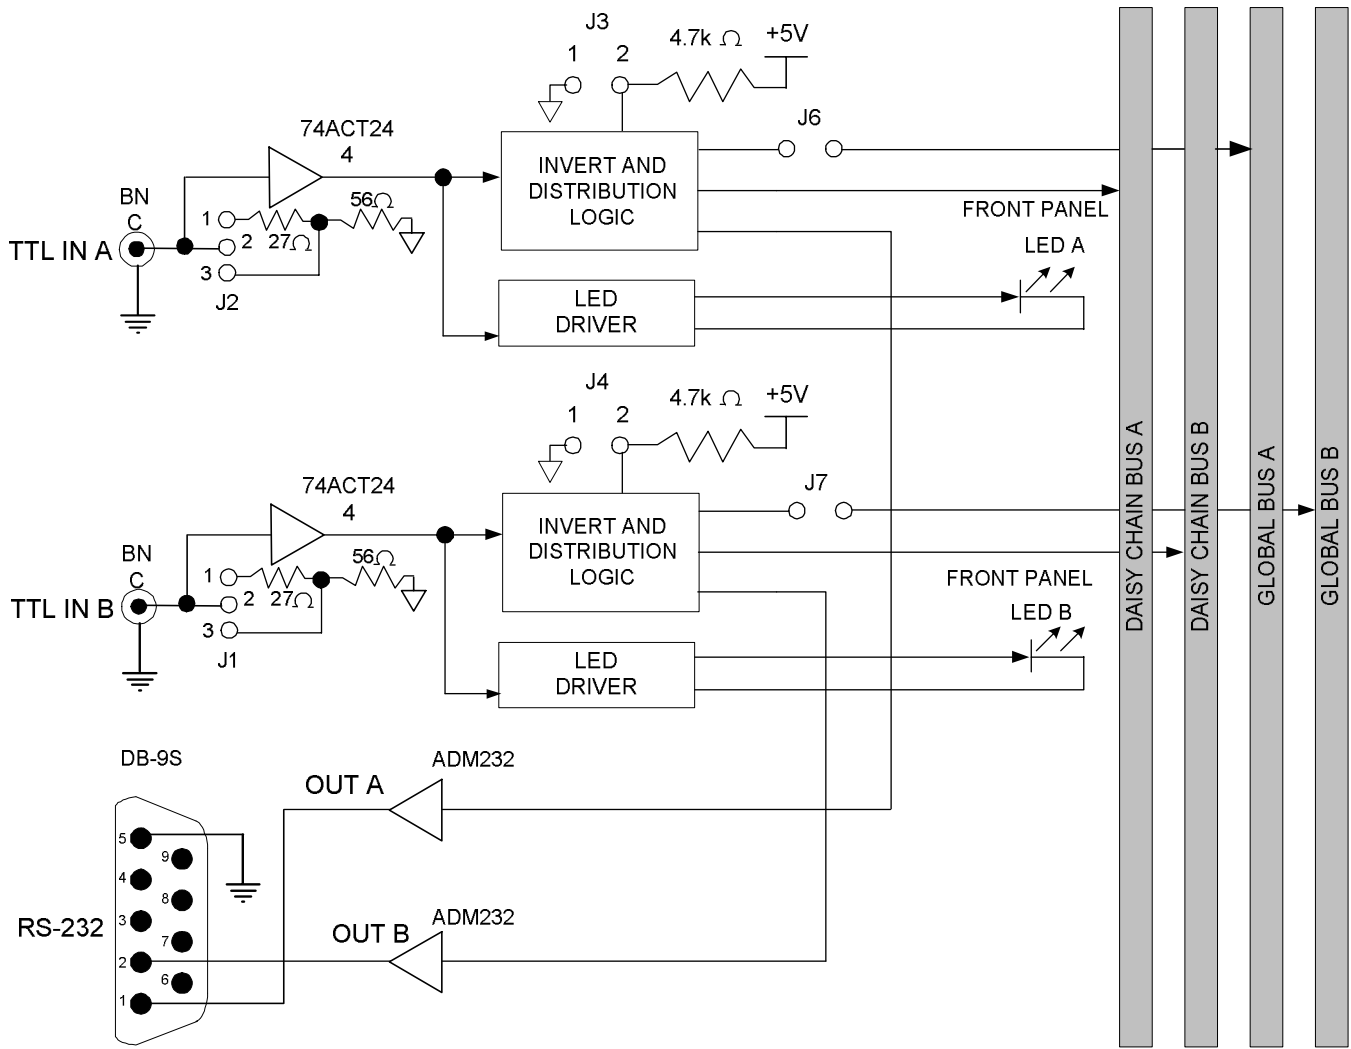 J3
1 2
4.7k Ω
+5V
J6
74ACT24
4
INVERT AND
DISTRIBUTION
LOGIC
BN
C
TTL IN A
1
2
3
27Ω
56Ω
J2
FRONT PANEL
LED A
LED
DRIVER
J4
1 2
4.7k Ω
+5V
J7
74ACT24
4
INVERT AND
DISTRIBUTION
LOGIC
BN
C
TTL IN B
1
2
3
27Ω
56Ω
J1
FRONT PANEL
LED B
LED
DRIVER
DAISY CHAIN BUS A
DAISY CHAIN BUS B
GLOBAL BUS A
GLOBAL BUS B
DB-9S
OUT A
ADM232
OUT B
ADM232
RS-232
5
9
4
8
3
7
2
6
1